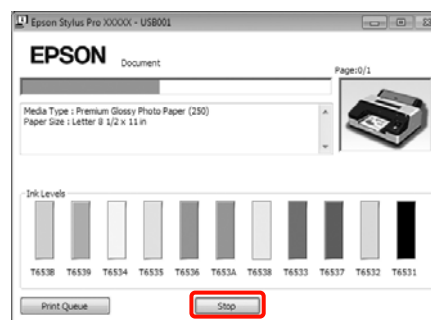 Epson Stylus Pro XXXXX - USB001
EPSON
Document
Page:0/1
Media Type : Premium Glossy Photo Paper (250)
Paper Size : Letter 8 1/2 x 11 in
Ink Levels
T653B T6539 T6534 T6535 T6536 T653A T6538 T6533 T6537 T6532 T6531
Print Queue
Stop